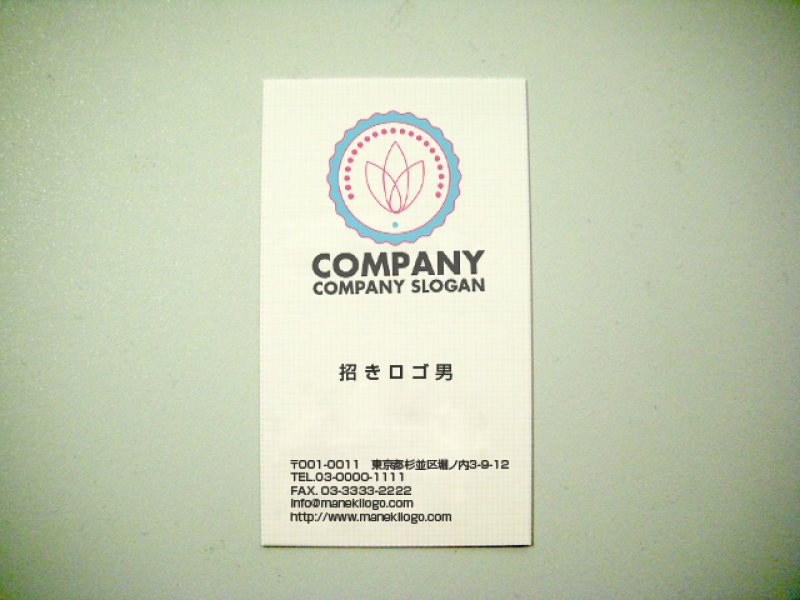 COMPANY
COMPANY SLOGAN
招きロゴ男
〒001-0011 東京都杉並区堀ノ内3-9-12
TEL.03-0000-1111
FAX. 03-3333-2222
info@manekilogo.com
http://www.manekilogo.com